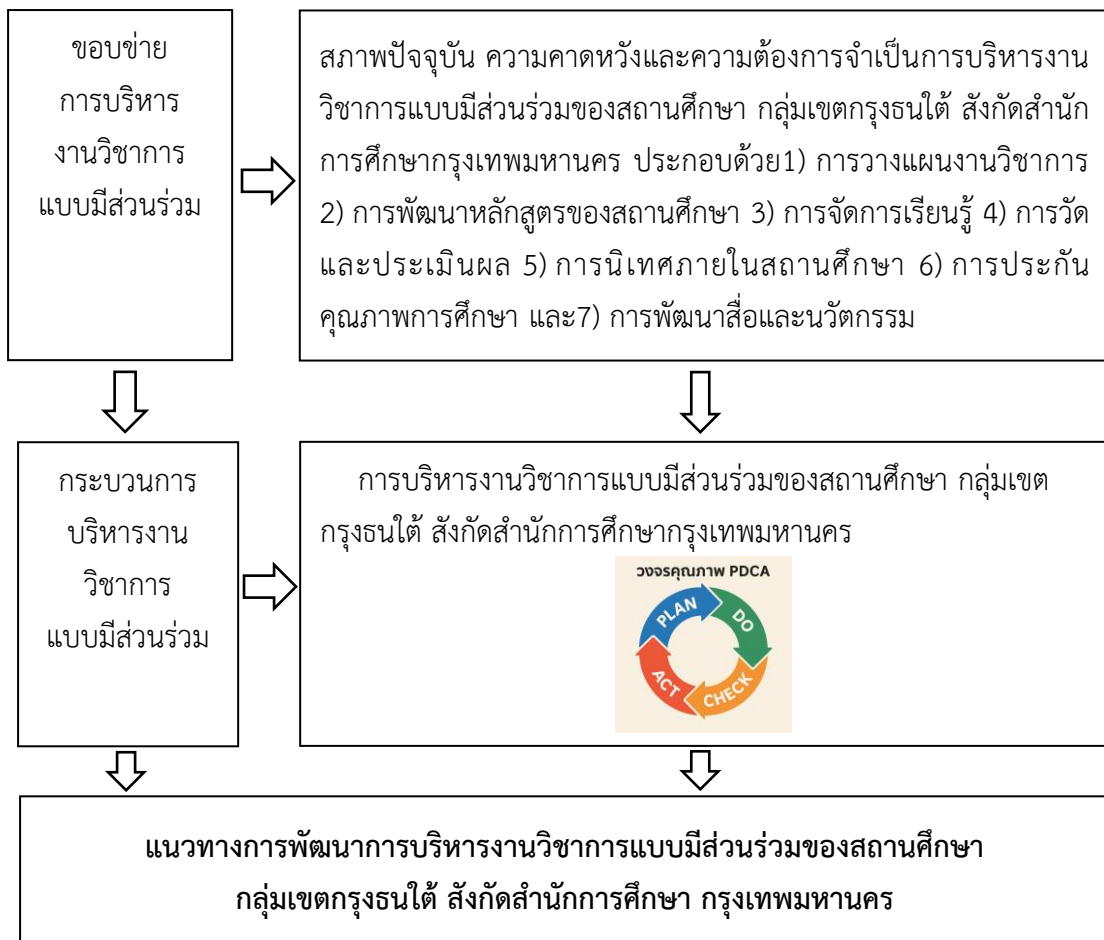 ขอบข่าย
การบริหาร
งานวิชาการ
แบบมีส่วนร่วม
สภาพปัจจุบัน ความคาดหวังและความต้องการจำเป็นการบริหารงาน
วิชาการแบบมีส่วนร่วมของสถานศึกษา กลุ่มเขตกรุงธนใต้ สังกัดสำนัก
การศึกษากรุงเทพมหานคร ประกอบด้วย1) การวางแผนงานวิชาการ
2) การพัฒนาหลักสูตรของสถานศึกษา 3) การจัดการเรียนรู้ 4) การวัด
และประเมินผล 5) การนิเทศภายในสถานศึกษา 6) การประกัน
คุณภาพการศึกษา และ7) การพัฒนาสื่อและนวัตกรรม
กระบวนการ
บริหารงาน
วิชาการ
แบบมีส่วนร่วม
การบริหารงานวิชาการแบบมีส่วนร่วมของสถานศึกษา กลุ่มเขต
กรุงธนใต้ สังกัดสำนักการศึกษากรุงเทพมหานคร
วงจรคุณภาพ PDCA
PLAN
DO
CHECK
ACT
แนวทางการพัฒนาการบริหารงานวิชาการแบบมีส่วนร่วมของสถานศึกษา
กลุ่มเขตกรุงธนใต้ สังกัดสำนักการศึกษา กรุงเทพมหานคร